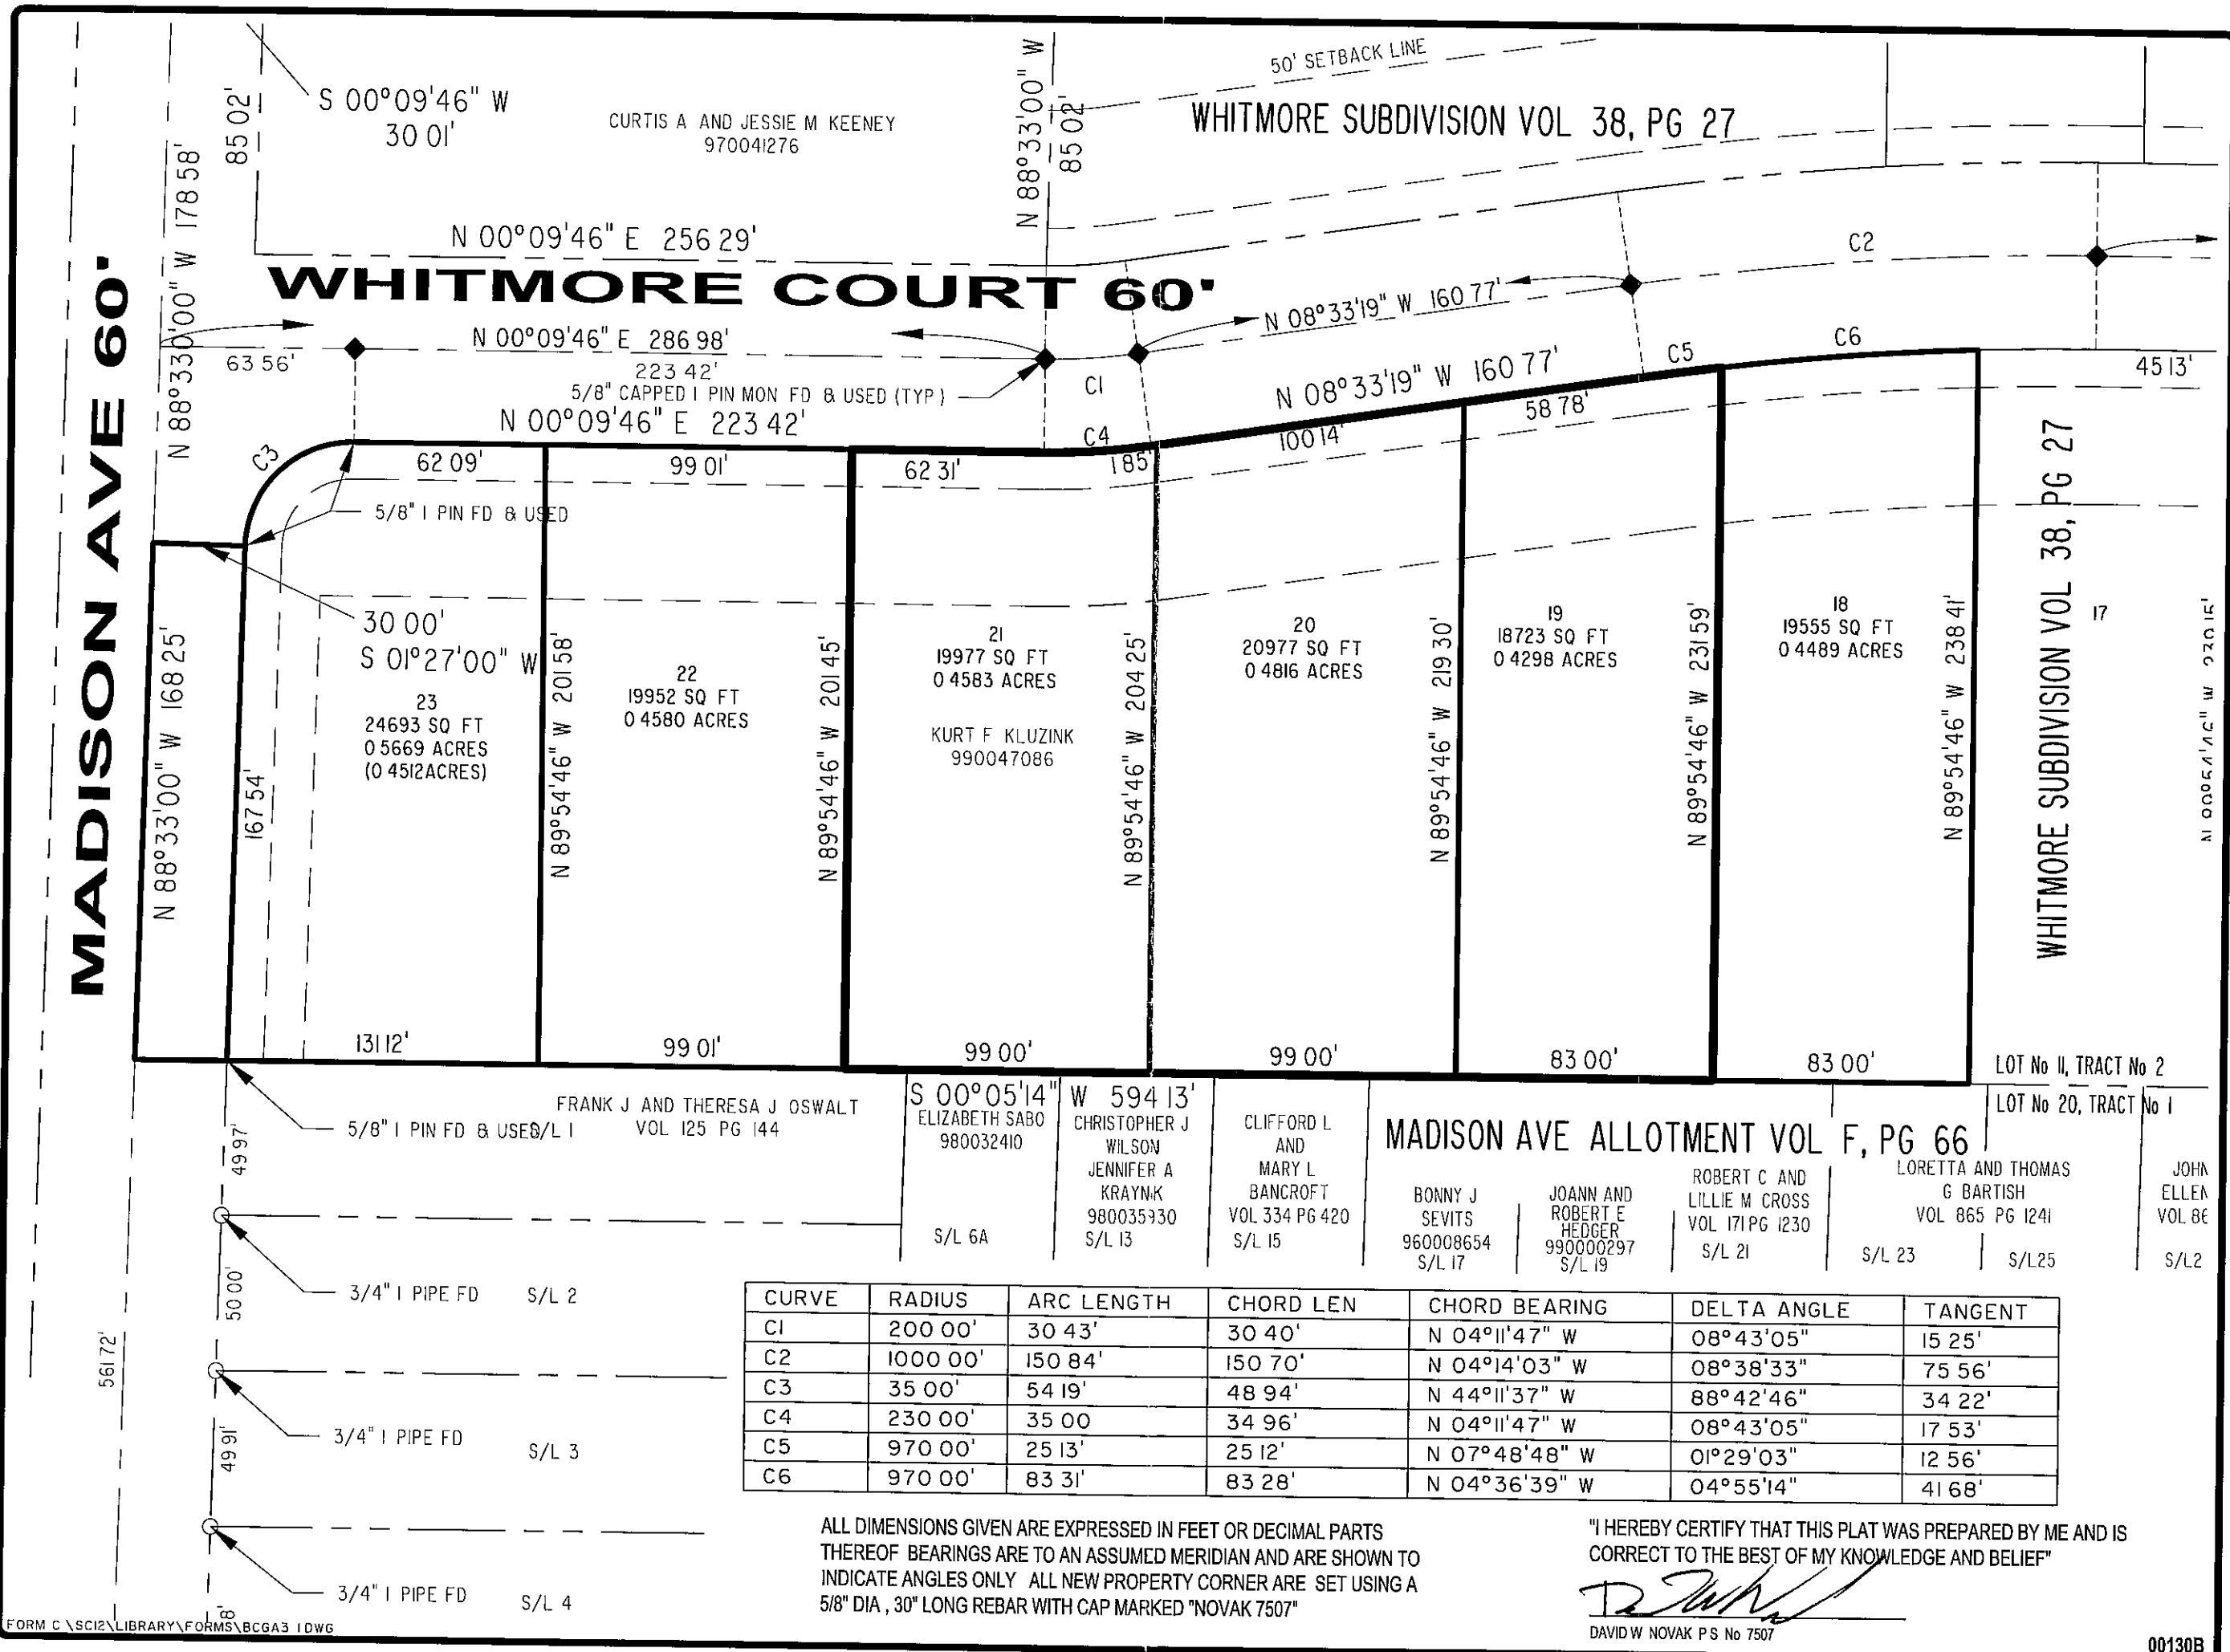 50' SETBACK LINE
S 00°09'46" W
30 01'
85 02'
CURTIS A AND JESSIE M KEENEY
970041276
N 88°33'00" W
85 02'
WHITMORE SUBDIVISION VOL 38, PG 27
N 88°330'00" W 178 58'
N 00°09'46" E 256 29'
WHITMORE COURT 60'
MADISON AVE 60'
C2
N 08°33'19" W 160 77'
N 00°09'46" E 286 98'
63 56'
223 42'
5/8" CAPPED I PIN MON FD & USED (TYP)
C1
C5
C6
45 13'
N 08°33'19" W 160 77'
N 00°09'46" E 223 42'
C3
C4
58 78'
100 14'
62 09'
99 01'
62 31'
1 85'
5/8" I PIN FD & USED
30 00'
S 01°27'00" W
N 88°33'00" W 168 25'
167 54'
23
24693 SQ FT
0 5669 ACRES
(0 4512ACRES)
N 89°54'46" W 201 58'
22
19952 SQ FT
0 4580 ACRES
N 89°54'46" W 201 45'
21
19977 SQ FT
0 4583 ACRES
KURT F KLUZINK
990047086
N 89°54'46" W 204 25'
20
20977 SQ FT
0 4816 ACRES
N 89°54'46" W 219 30'
19
18723 SQ FT
0 4298 ACRES
N 89°54'46" W 231 59'
18
19555 SQ FT
0 4489 ACRES
N 89°54'46" W 238 41'
17
WHITMORE SUBDIVISION VOL 38, PG 27
131 12'
99 01'
99 00'
99 00'
83 00'
83 00'
LOT No 11, TRACT No 2
LOT No 20, TRACT No 1
S 00°05'14" W 594 13'
5/8" I PIN FD & USED
S/L 1
FRANK J AND THERESA J OSWALT
VOL 125 PG 144
ELIZABETH SABO
980032410
S/L 6A
CHRISTOPHER J
WILSON
JENNIFER A
KRAYNIK
980035930
S/L 13
CLIFFORD L
AND
MARY L
BANCROFT
VOL 334 PG 420
S/L 15
MADISON AVE ALLOTMENT VOL F, PG 66
BONNY J
SEVITS
960008654
S/L 17
JOANN AND
ROBERT E
HEDGER
990000297
S/L 19
ROBERT C AND
LILLIE M CROSS
VOL 171 PG 1230
S/L 21
LORETTA AND THOMAS
G BARTISH
VOL 865 PG 1241
S/L 23
S/L25
JOHN
ELLEN
VOL 86
S/L2
49 97'
3/4" I PIPE FD S/L 2
50 00'
561 72'
3/4" I PIPE FD S/L 3
49 91'
3/4" I PIPE FD S/L 4
CURVE RADIUS ARC LENGTH CHORD LEN CHORD BEARING DELTA ANGLE TANGENT
C1 200 00' 30 43' 30 40' N 04°11'47" W 08°43'05" 15 25'
C2 1000 00' 150 84' 150 70' N 04°14'03" W 08°38'33" 75 56'
C3 35 00' 54 19' 48 94' N 44°11'37" W 88°42'46" 34 22'
C4 230 00' 35 00 34 96' N 04°11'47" W 08°43'05" 17 53'
C5 970 00' 25 13' 25 12' N 07°48'48" W 01°29'03" 12 56'
C6 970 00' 83 31' 83 28' N 04°36'39" W 04°55'14" 41 68'
ALL DIMENSIONS GIVEN ARE EXPRESSED IN FEET OR DECIMAL PARTS
THEREOF BEARINGS ARE TO AN ASSUMED MERIDIAN AND ARE SHOWN TO
INDICATE ANGLES ONLY ALL NEW PROPERTY CORNER ARE SET USING A
5/8" DIA , 30" LONG REBAR WITH CAP MARKED "NOVAK 7507"
"I HEREBY CERTIFY THAT THIS PLAT WAS PREPARED BY ME AND IS
CORRECT TO THE BEST OF MY KNOWLEDGE AND BELIEF"
DAVID W NOVAK P S No 7507
FORM C \SC12\LIBRARY\FORMS\BCGA3 1 DWG
00130B